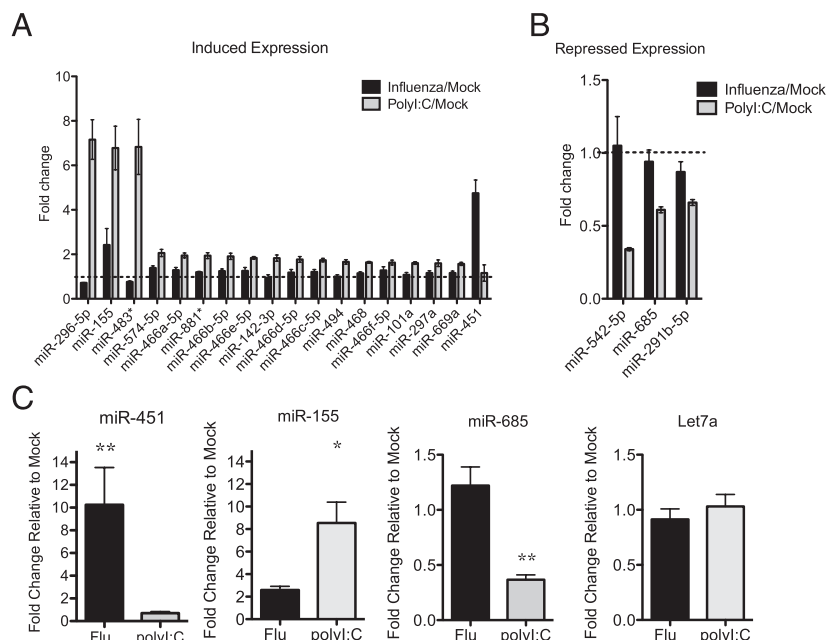 A
Induced Expression
Fold change
10
8
6
4
2
0
Influenza/Mock
PolyI:C/Mock
miR-296-5p
miR-155
miR-483*
miR-574-5p
miR-466a-5p
miR-881*
miR-466b-5p
miR-466e-5p
miR-142-3p
miR-466d-5p
miR-466c-5p
miR-494
miR-468
miR-466f-5p
miR-101a
miR-297a
miR-669a
miR-451
B
Repressed Expression
Fold change
1.5
1.0
0.5
0.0
Influenza/Mock
PolyI:C/Mock
miR-542-5p
miR-685
miR-291b-5p
C
miR-451
Fold Change Relative to Mock
14
12
10
8
6
4
2
0
**
Flu polyI:C
miR-155
Fold Change Relative to Mock
14
12
10
8
6
4
2
0
*
Flu polyI:C
miR-685
Fold Change Relative to Mock
1.5
1.0
0.5
0.0
**
Flu polyI:C
Let7a
Fold Change Relative to Mock
1.5
1.0
0.5
0.0
Flu polyI:C